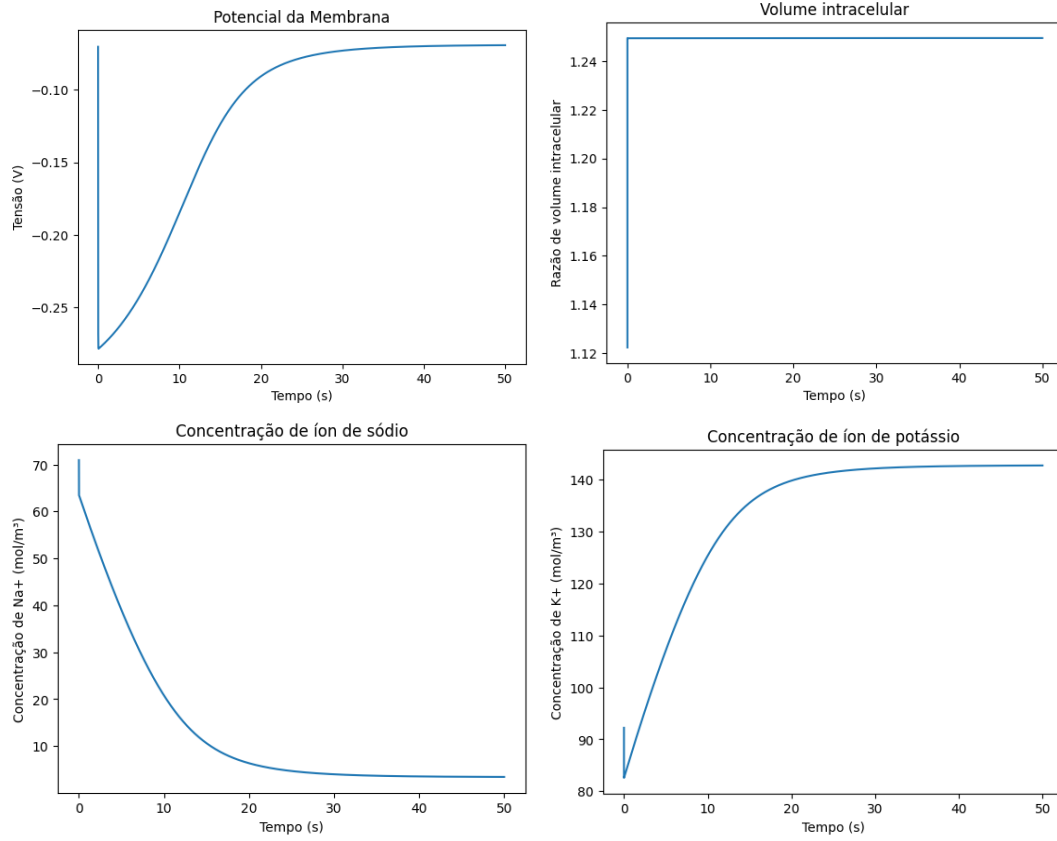 Potencial da Membrana
Tensão (V)
−0.10
−0.15
−0.20
−0.25
0 10 20 30 40 50
Tempo (s)
Volume intracelular
Razão de volume intracelular
1.24
1.22
1.20
1.18
1.16
1.14
1.12
0 10 20 30 40 50
Tempo (s)
Concentração de íon de sódio
Concentração de Na+ (mol/m³)
70
60
50
40
30
20
10
0 10 20 30 40 50
Tempo (s)
Concentração de íon de potássio
Concentração de K+ (mol/m³)
140
130
120
110
100
90
80
0 10 20 30 40 50
Tempo (s)